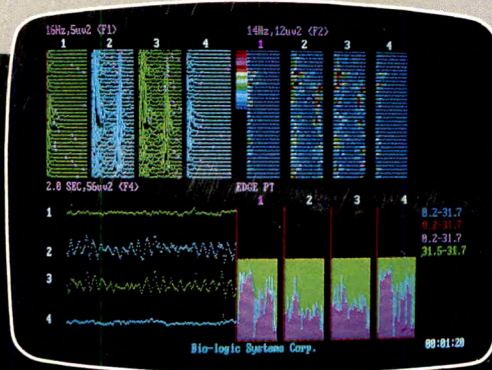 16Hz,5uv2 <F1>
14Hz,12uv2 <F2>
1 2 3 4
1 2 3 4
2.0 SEC,56uv2 <F4>
EDGE PT
1 2 3 4
1
2
3
4
0.2-31.7
0.2-31.7
0.2-31.7
31.5-31.7
Bio-logic Systems Corp.
00:01:20